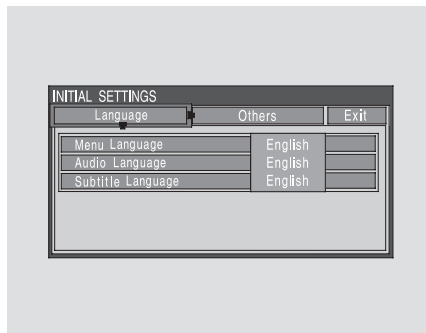 INITIAL SETTINGS
Language Others Exit
Menu Language English
Audio Language English
Subtitle Language English